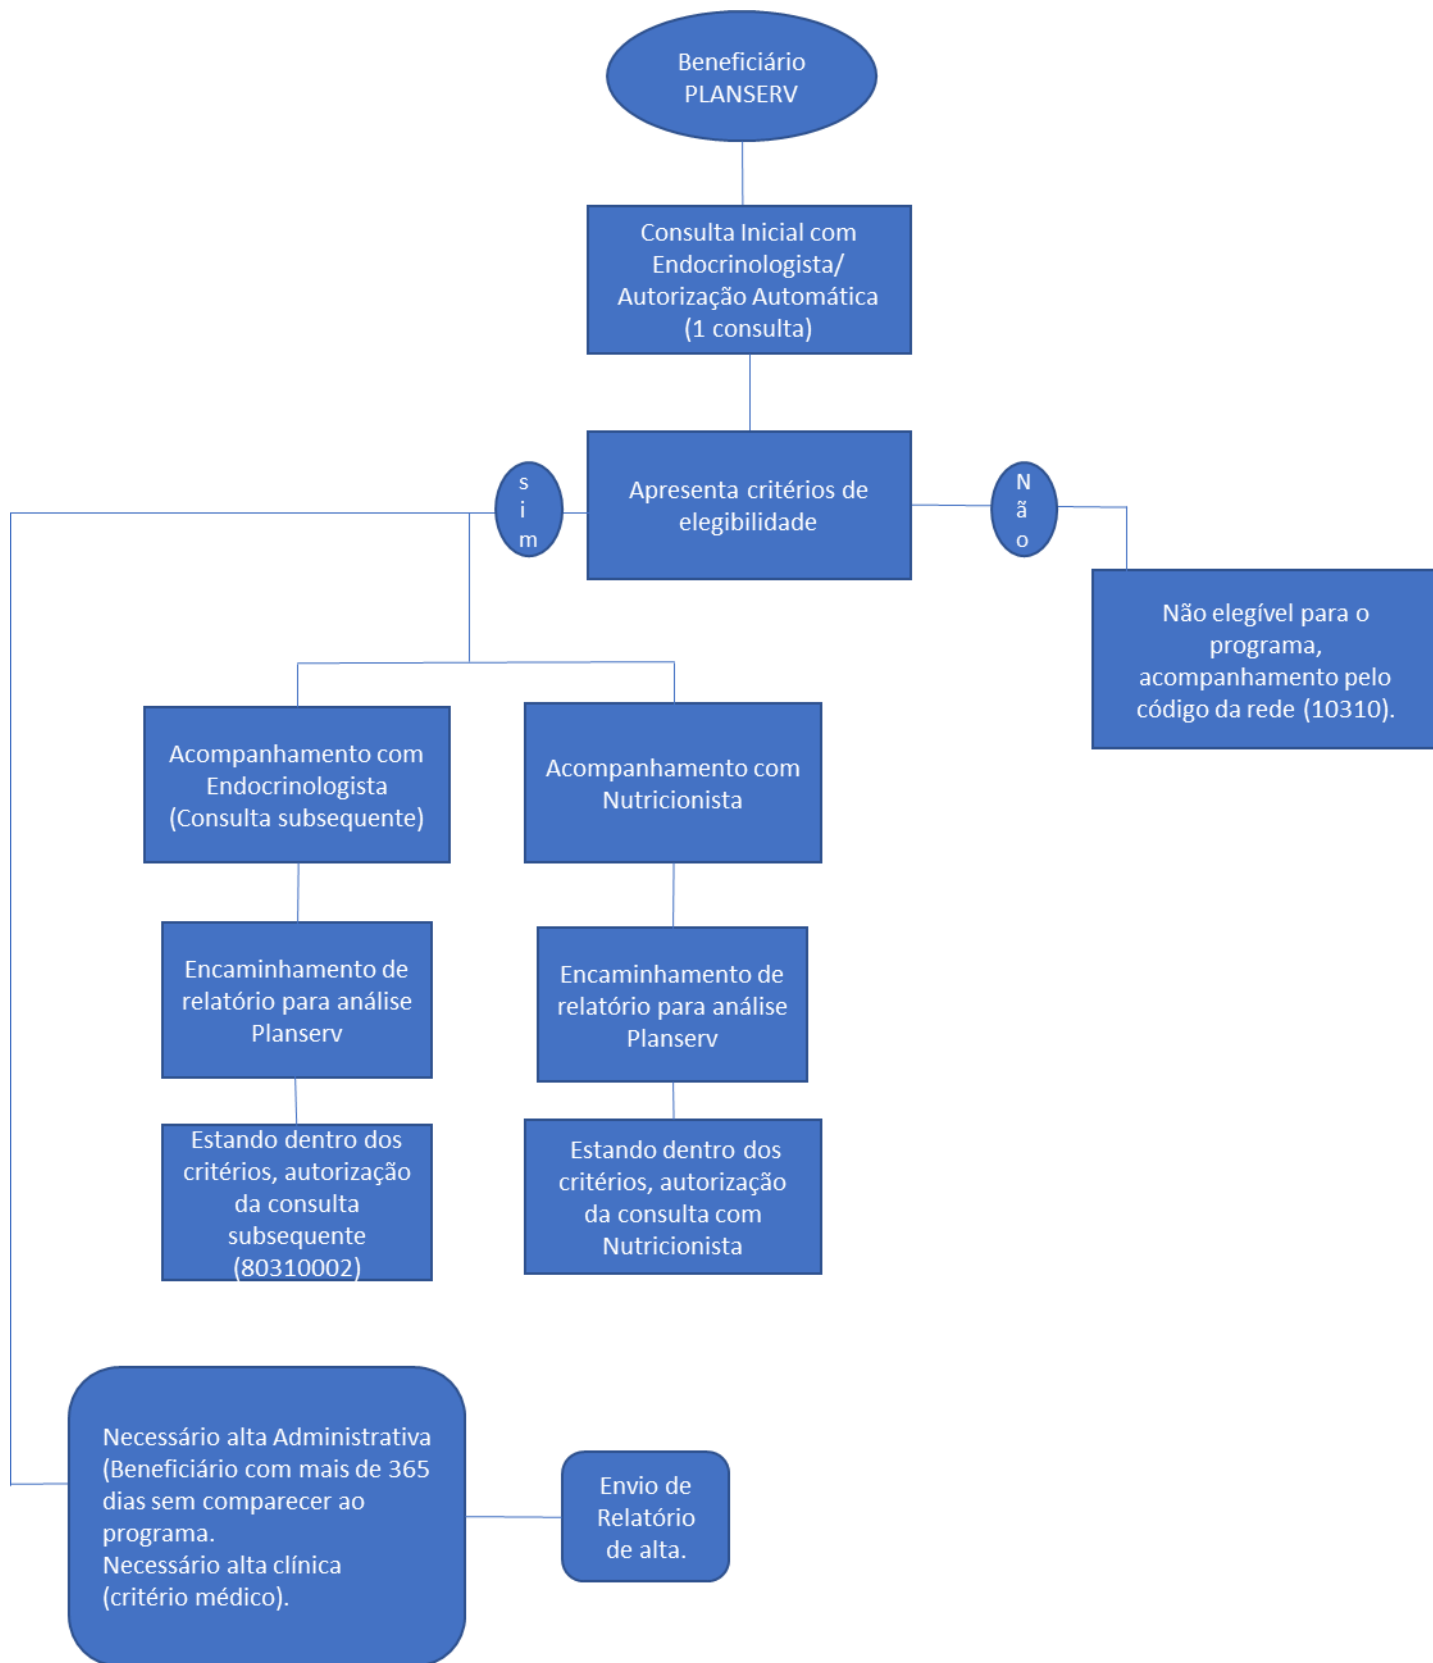 Beneficiário
PLANSERV
Consulta Inicial com
Endocrinologista/
Autorização Automática
(1 consulta)
s
i
m
Apresenta critérios de
elegibilidade
N
ã
o
Não elegível para o
programa,
acompanhamento pelo
código da rede (10310).
Acompanhamento com
Endocrinologista
(Consulta subsequente)
Acompanhamento com
Nutricionista
Encaminhamento de
relatório para análise
Planserv
Encaminhamento de
relatório para análise
Planserv
Estando dentro dos
critérios, autorização
da consulta
subsequente
(80310002)
Estando dentro dos
critérios, autorização
da consulta com
Nutricionista
Necessário alta Administrativa
(Beneficiário com mais de 365
dias sem comparecer ao
programa.
Necessário alta clínica
(critério médico).
Envio de
Relatório
de alta.